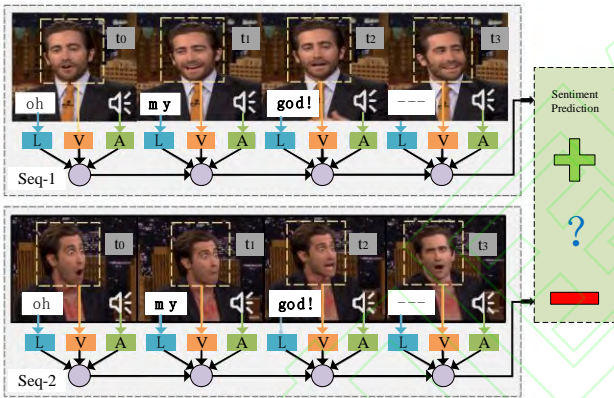 t0 t1 t2 t3
oh my god! ---
L V A L V A L V A L V A
Seq-1
Sentiment
Prediction
?
t0 t1 t2 t3
oh my god! ---
L V A L V A L V A L V A
Seq-2